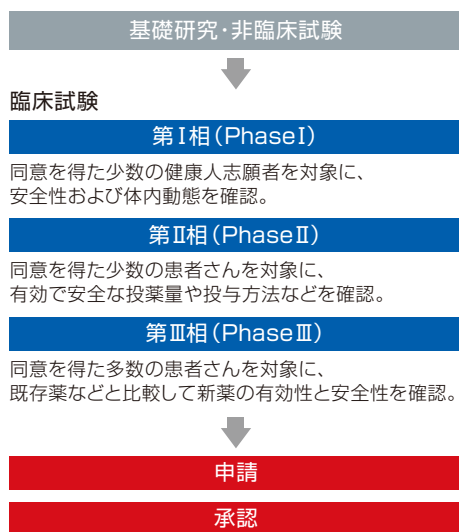 基礎研究・非臨床試験
臨床試験
第Ⅰ相（PhaseⅠ）
同意を得た少数の健康人志願者を対象に、
安全性および体内動態を確認。
第Ⅱ相（PhaseⅡ）
同意を得た少数の患者さんを対象に、
有効で安全な投薬量や投与方法などを確認。
第Ⅲ相（PhaseⅢ）
同意を得た多数の患者さんを対象に、
既存薬などと比較して新薬の有効性と安全性を確認。
申請
承認